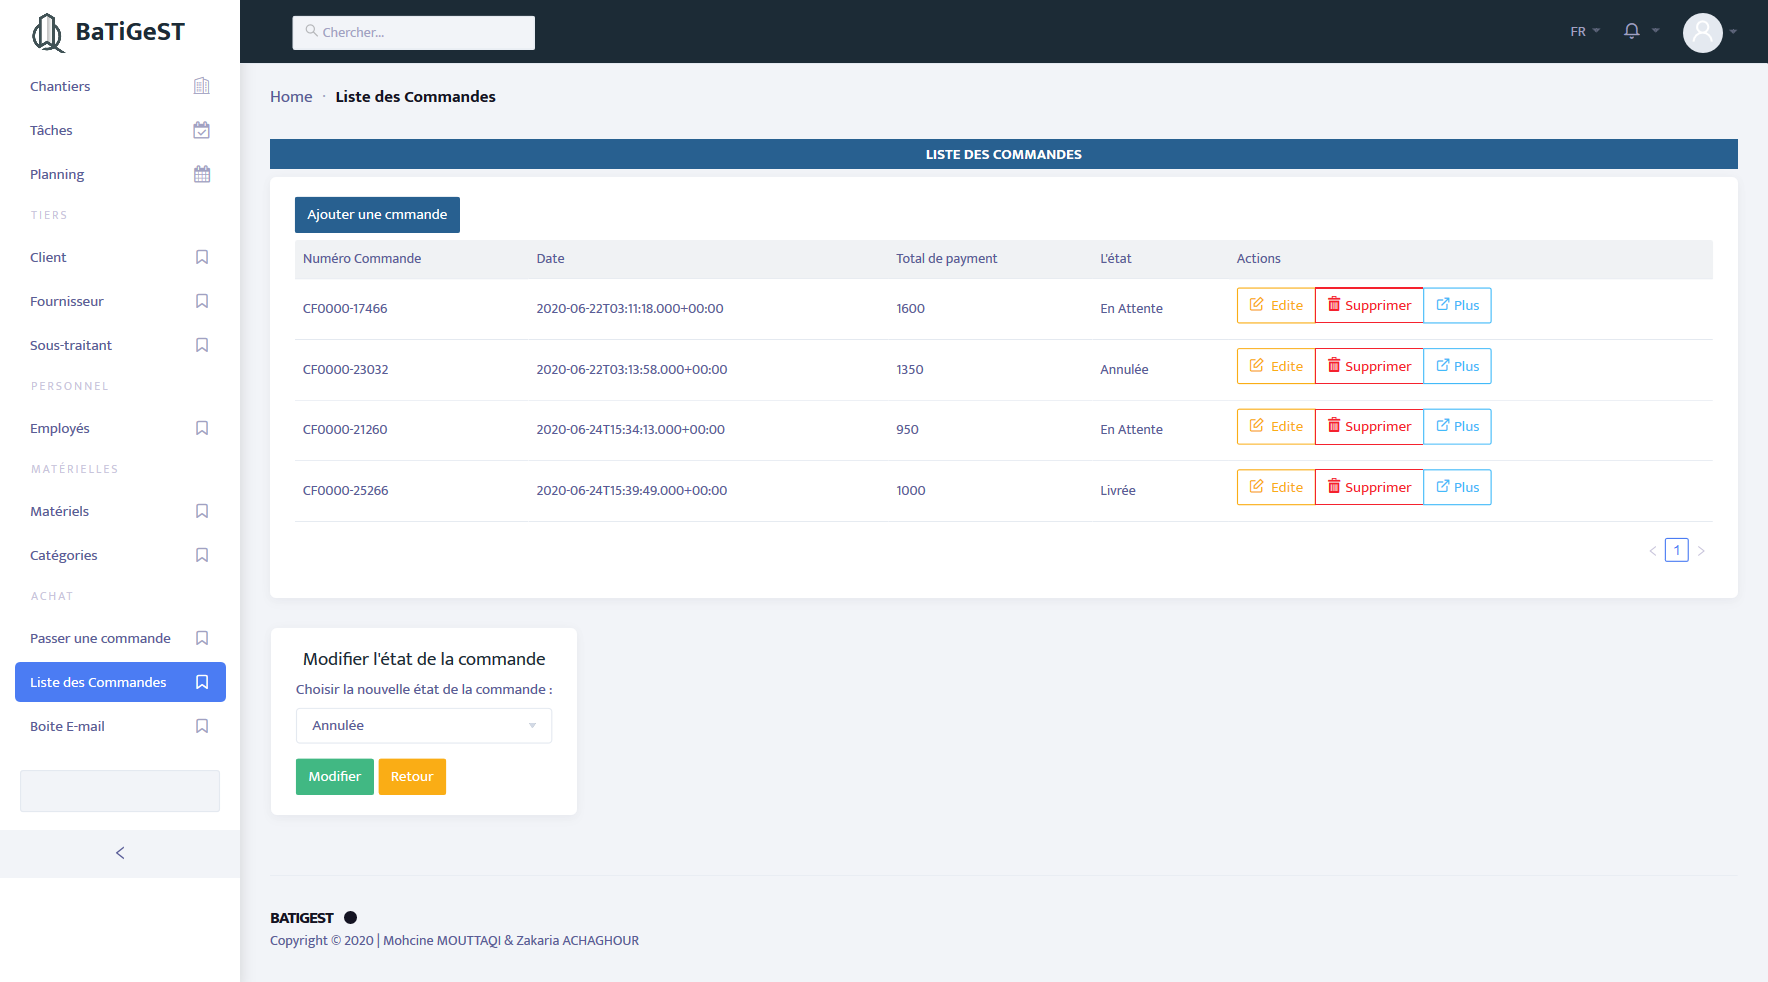 BaTiGeST
Chercher...
FR
Chantiers
Tâches
Planning
TIERS
Client
Fournisseur
Sous-traitant
PERSONNEL
Employés
MATÉRIELLES
Matériels
Catégories
ACHAT
Passer une commande
Liste des Commandes
Boite E-mail
Home · Liste des Commandes
LISTE DES COMMANDES
Ajouter une cmmande
Numéro Commande Date Total de payment L'état Actions
CF0000-17466 2020-06-22T03:11:18.000+00:00 1600 En Attente Edite Supprimer Plus
CF0000-23032 2020-06-22T03:13:58.000+00:00 1350 Annulée Edite Supprimer Plus
CF0000-21260 2020-06-24T15:34:13.000+00:00 950 En Attente Edite Supprimer Plus
CF0000-25266 2020-06-24T15:39:49.000+00:00 1000 Livrée Edite Supprimer Plus
1
Modifier l'état de la commande
Choisir la nouvelle état de la commande :
Annulée
Modifier Retour
BATIGEST
Copyright © 2020 | Mohcine MOUTTAQI & Zakaria ACHAGHOUR